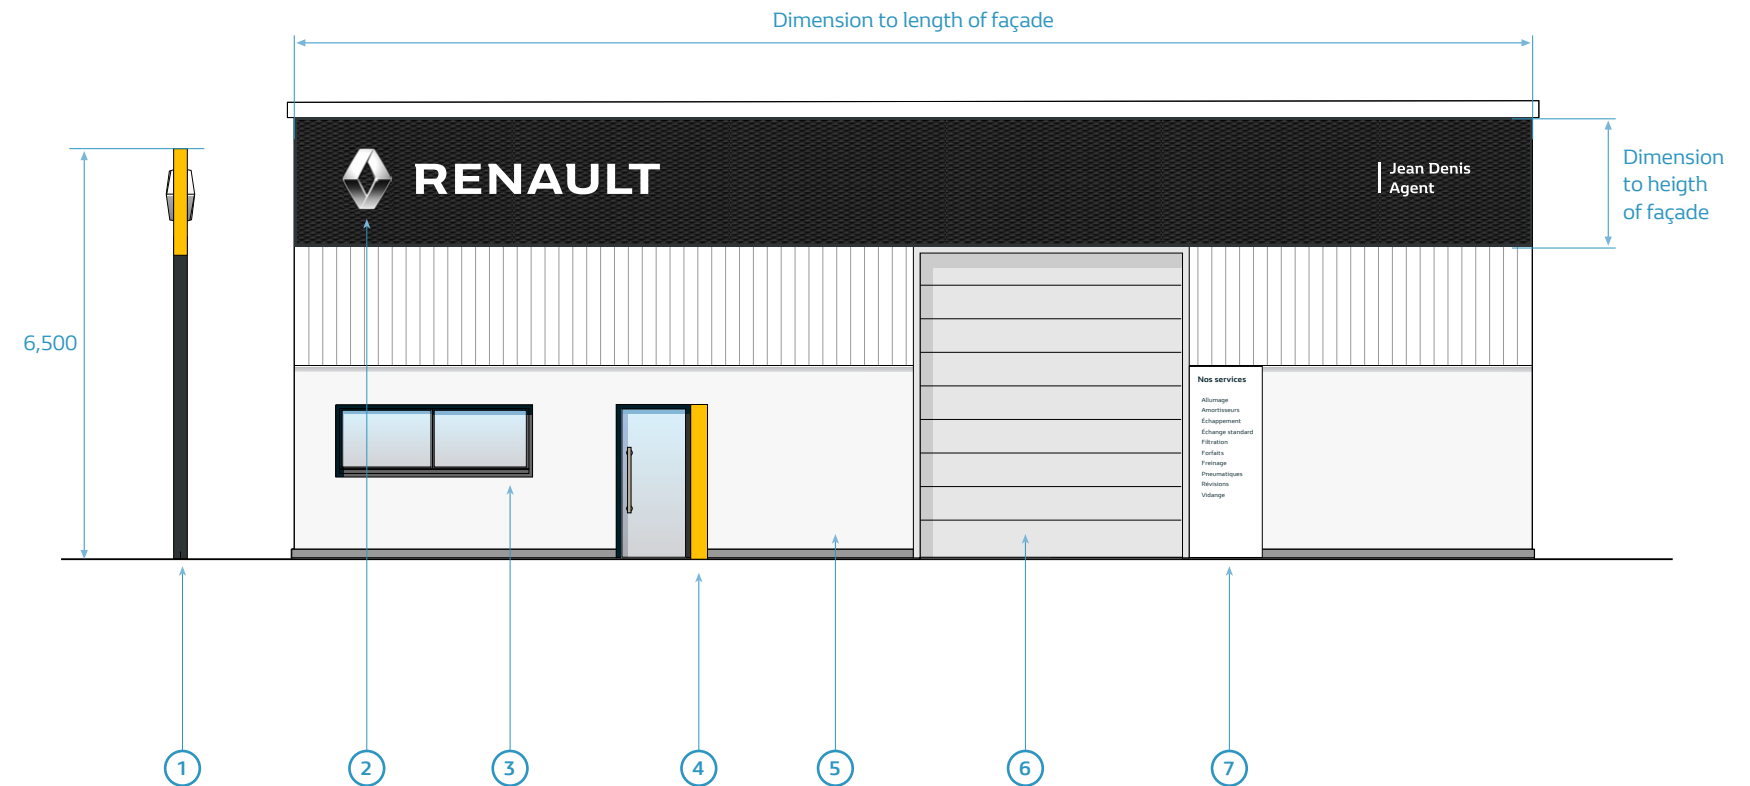 Dimension to length of façade
RENAULT
Jean Denis
Agent
Dimension
to heigth
of façade
6,500
Nos services
Allumage
Amortisseurs
Échappement
Échange standard
Filtration
Forfaits
Freinage
Pneumatiques
Révisions
Vidange
1
2
3
4
5
6
7